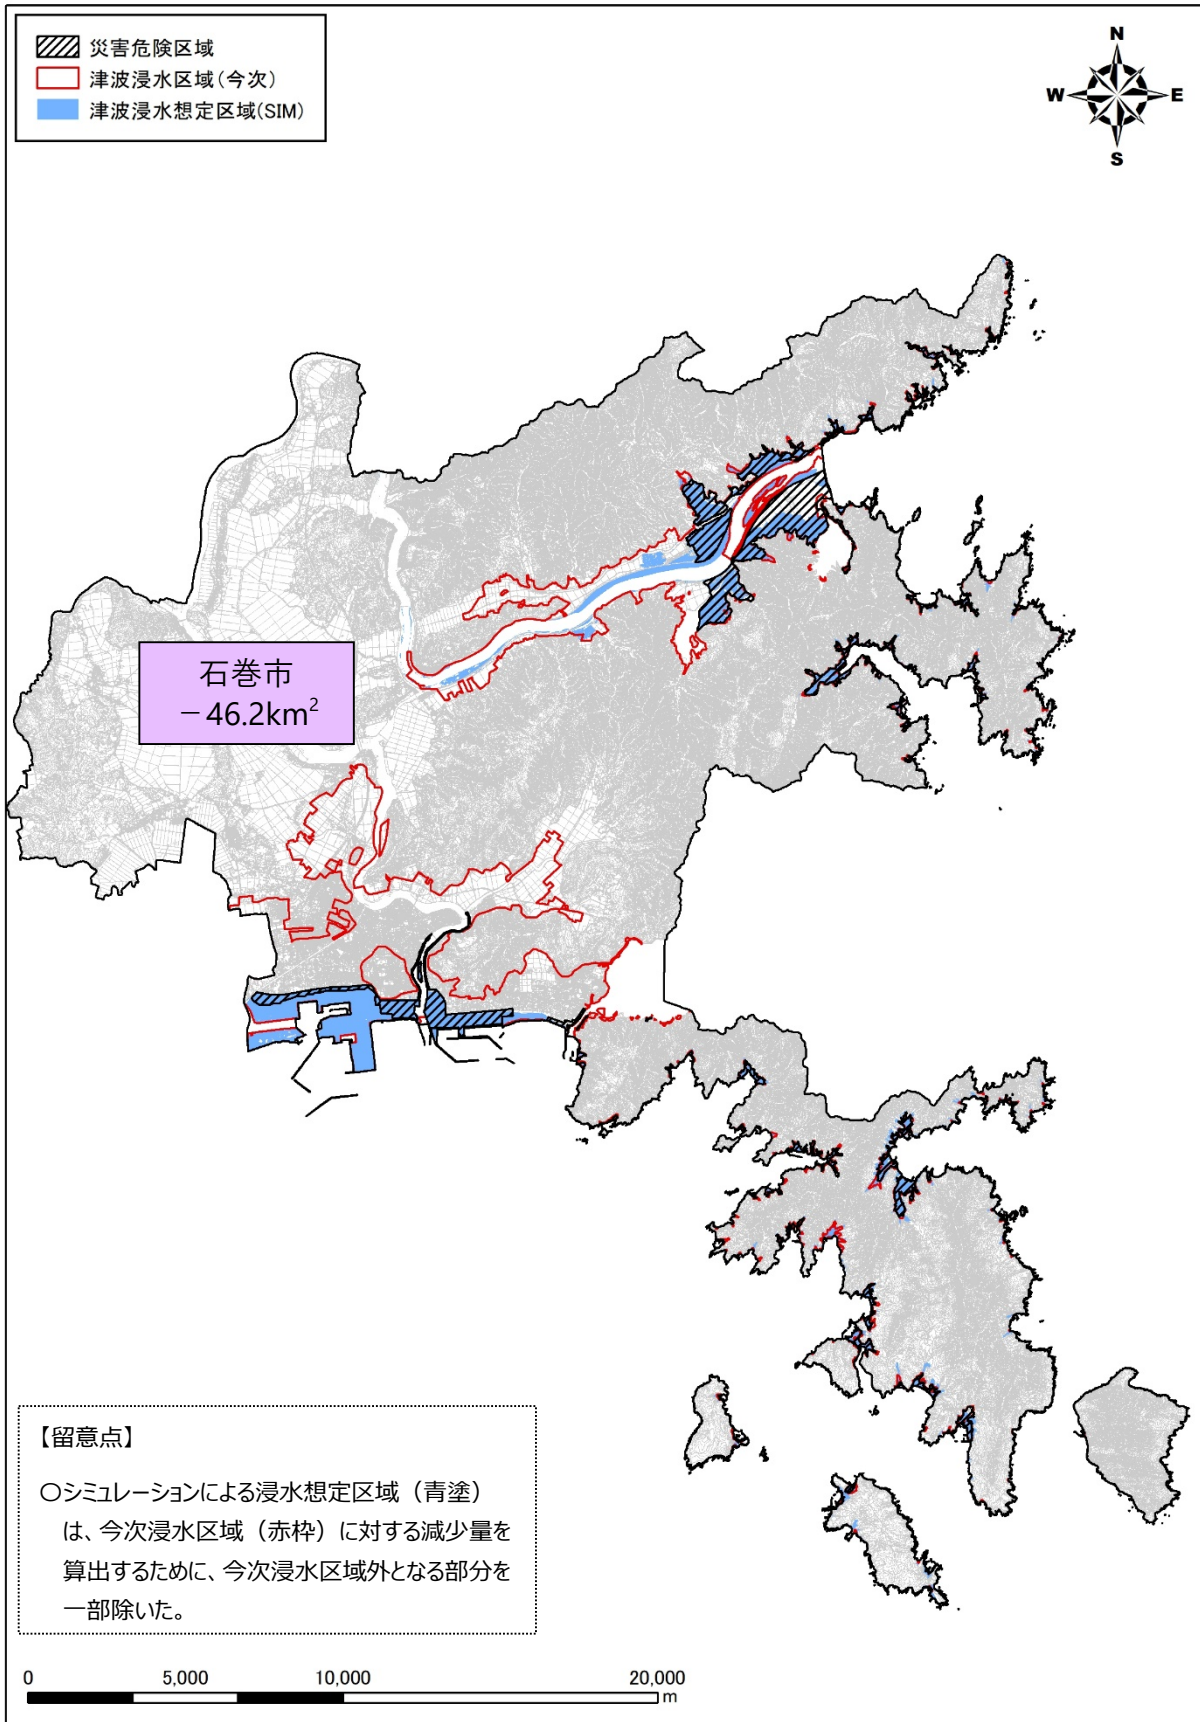 災害危険区域
津波浸水区域(今次)
津波浸水想定区域(SIM)
N
W
E
S
石巻市
－46.2km²
【留意点】
○シミュレーションによる浸水想定区域（青塗）
は、今次浸水区域（赤枠）に対する減少量を
算出するために、今次浸水区域外となる部分を
一部除いた。
0 5,000 10,000 20,000
m